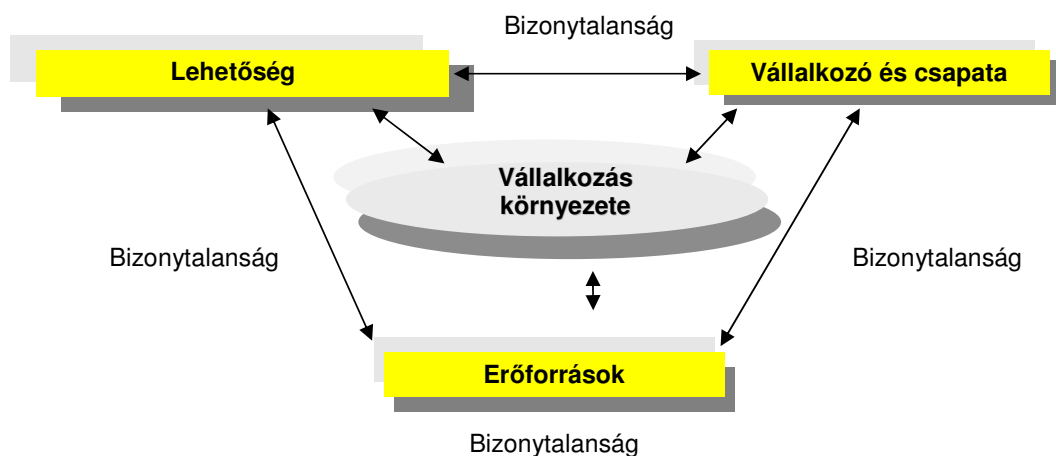 Bizonytalanság
Lehetőség
Vállalkozó és csapata
Vállalkozás
környezete
Bizonytalanság
Bizonytalanság
Erőforrások
Bizonytalanság